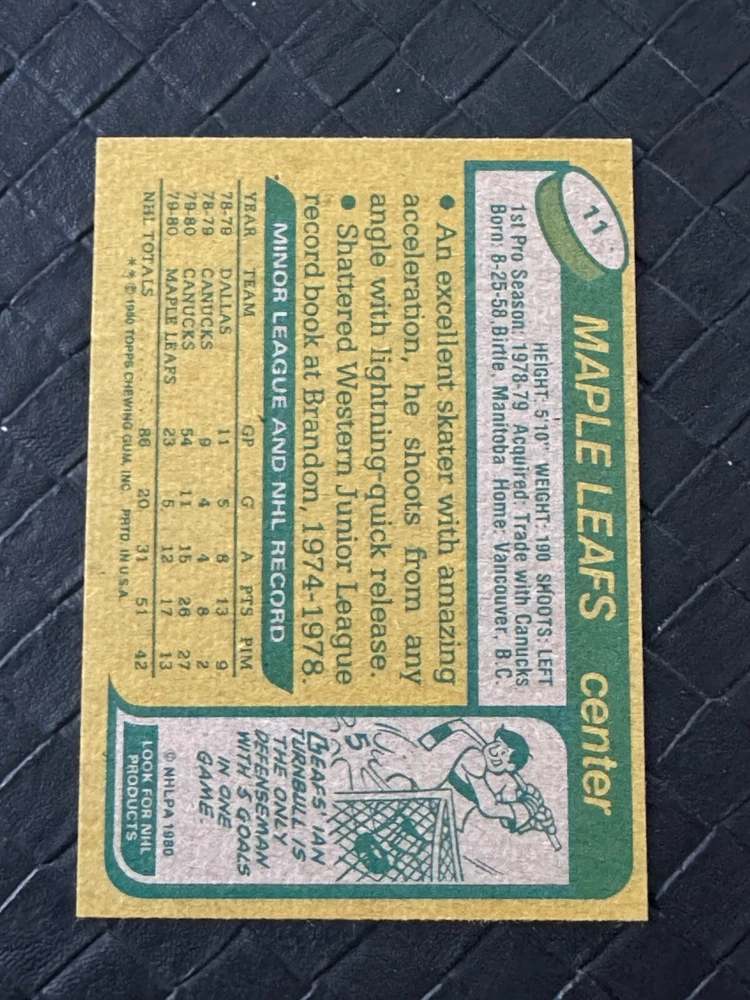 11
MAPLE LEAFS center
HEIGHT: 5'10" WEIGHT: 190 SHOOTS: LEFT
1st Pro Season: 1978-79 Acquired: Trade with Canucks
Born: 8-25-58, Birtle, Manitoba Home: Vancouver, B.C.
• An excellent skater with amazing
acceleration, he shoots from any
angle with lightning-quick release.
• Shattered Western Junior League
record book at Brandon, 1974-1978.
MINOR LEAGUE AND NHL RECORD
YEAR TEAM GP G A PTS PIM
78-79 DALLAS 11 5 8 13 9
78-79 CANUCKS 9 4 4 8 2
79-80 CANUCKS 54 11 15 26 27
79-80 MAPLE LEAFS 23 5 12 17 13
NHL TOTALS 86 20 31 51 42
** © 1980 TOPPS CHEWING GUM, INC. PRTD. IN U.S.A.
5
LEAFS' IAN
TURNBULL IS
THE ONLY
DEFENSEMAN
WITH 5 GOALS
IN ONE
GAME
© NHLPA 1980
LOOK FOR NHL
PRODUCTS